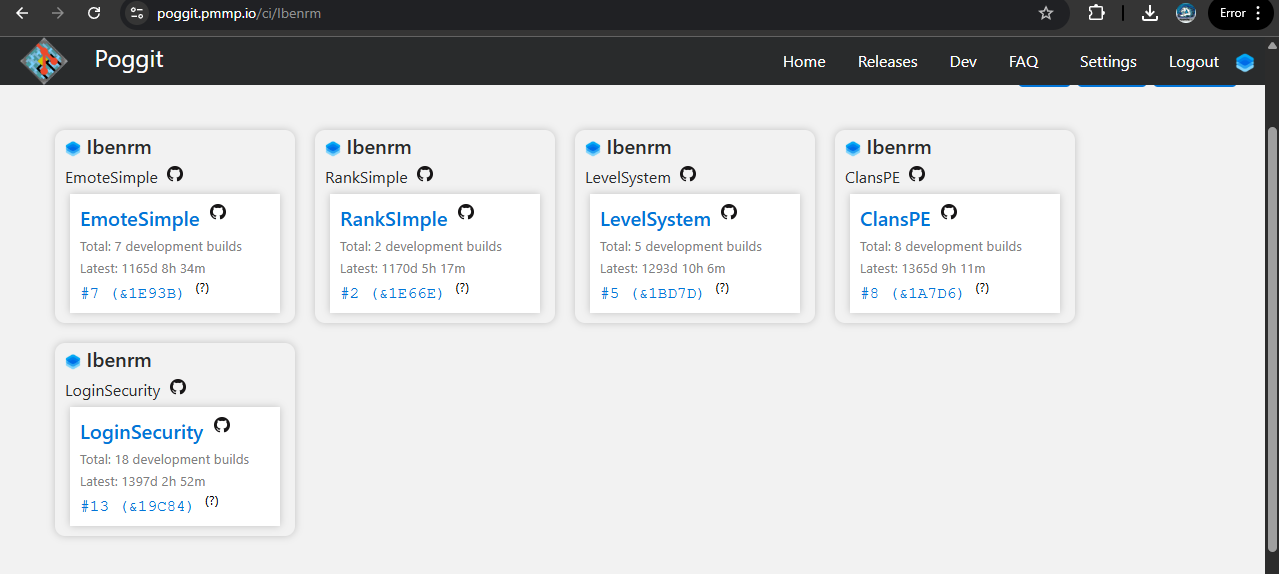 poggit.pmmp.io/ci/Ibenrm
Error
Poggit
Home Releases Dev FAQ Settings Logout
Ibenrm
EmoteSimple
EmoteSimple
Total: 7 development builds
Latest: 1165d 8h 34m
#7 (&1E93B) (?)
Ibenrm
RankSimple
RankSImple
Total: 2 development builds
Latest: 1170d 5h 17m
#2 (&1E66E) (?)
Ibenrm
LevelSystem
LevelSystem
Total: 5 development builds
Latest: 1293d 10h 6m
#5 (&1BD7D) (?)
Ibenrm
ClansPE
ClansPE
Total: 8 development builds
Latest: 1365d 9h 11m
#8 (&1A7D6) (?)
Ibenrm
LoginSecurity
LoginSecurity
Total: 18 development builds
Latest: 1397d 2h 52m
#13 (&19C84) (?)